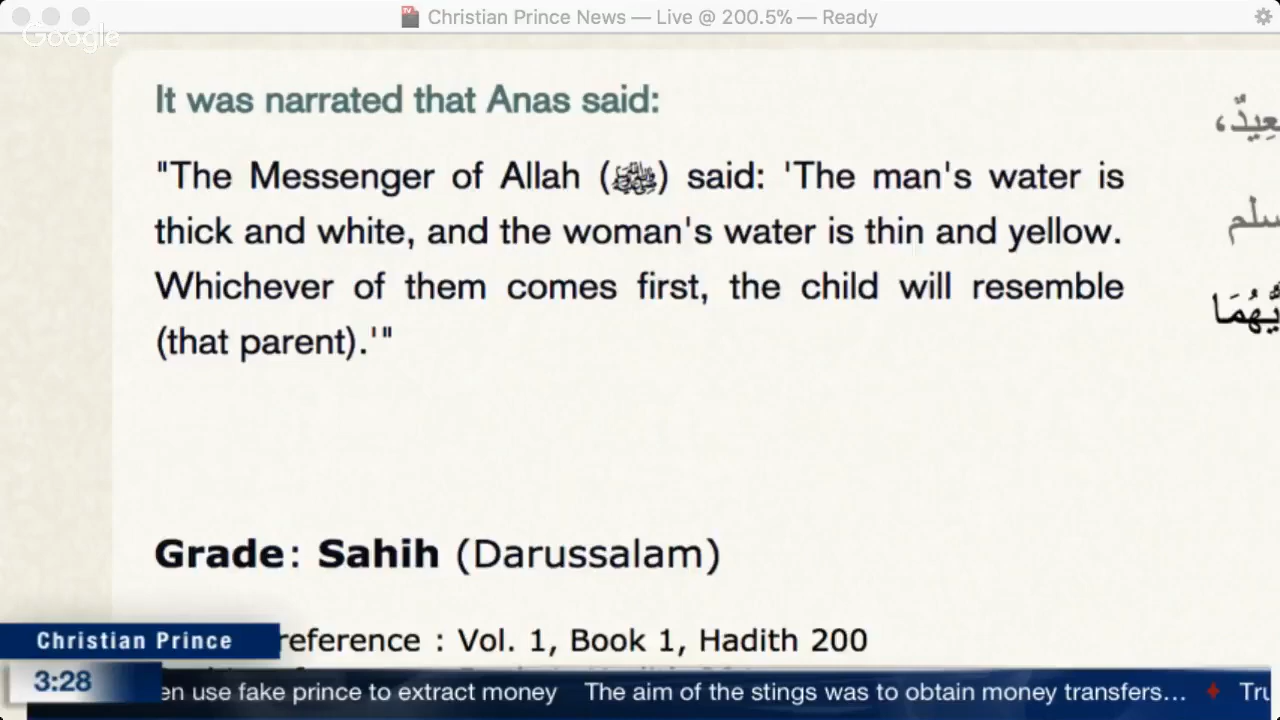 Christian Prince News — Live @ 200.5% — Ready
Google
It was narrated that Anas said:
"The Messenger of Allah (ﷺ) said: 'The man's water is
thick and white, and the woman's water is thin and yellow.
Whichever of them comes first, the child will resemble
(that parent).'"
Grade: Sahih (Darussalam)
reference : Vol. 1, Book 1, Hadith 200
Christian Prince
3:28
en use fake prince to extract money The aim of the stings was to obtain money transfers...